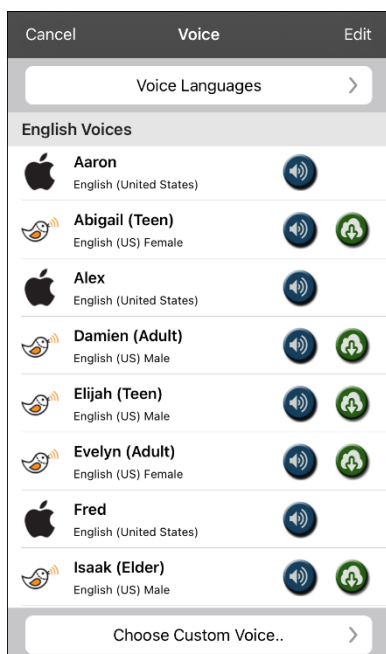 Cancel Voice Edit
Voice Languages
English Voices
Aaron
English (United States)
Abigail (Teen)
English (US) Female
Alex
English (United States)
Damien (Adult)
English (US) Male
Elijah (Teen)
English (US) Male
Evelyn (Adult)
English (US) Female
Fred
English (United States)
Isaak (Elder)
English (US) Male
Choose Custom Voice..